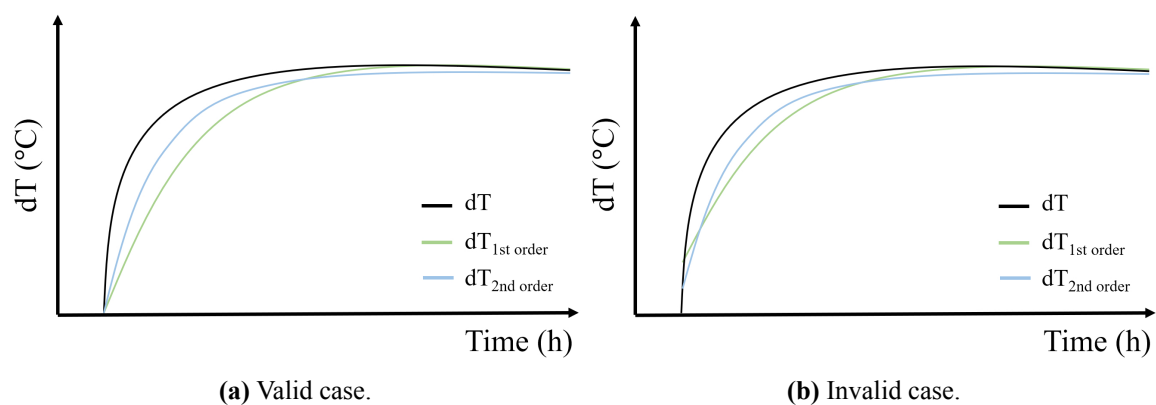 dT (°C)
dT
dT1st order
dT2nd order
Time (h)
(a) Valid case.
dT (°C)
dT
dT1st order
dT2nd order
Time (h)
(b) Invalid case.